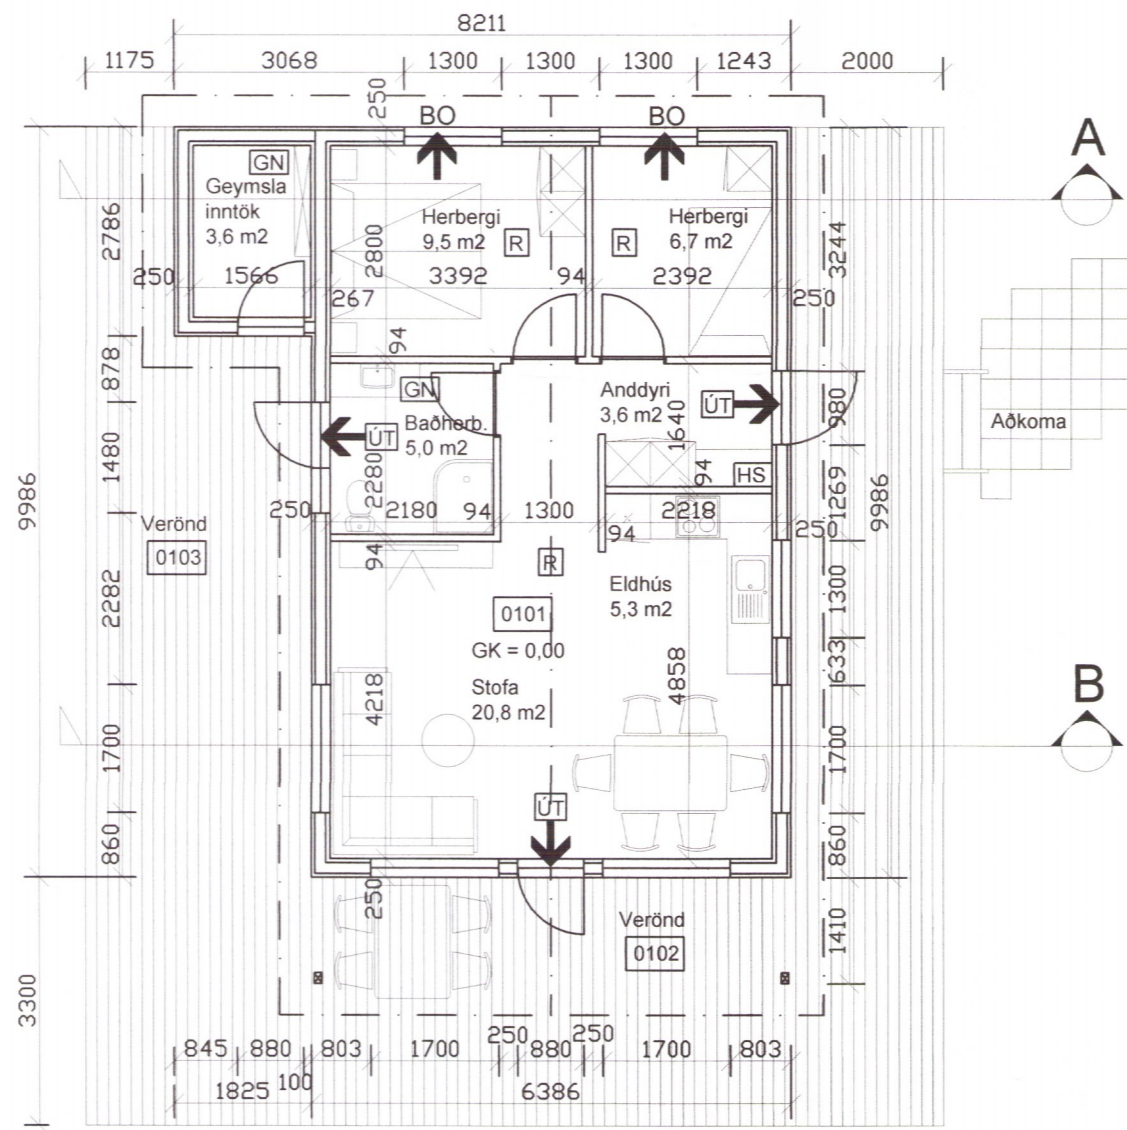 8211
1175 3068 1300 1300 1300 1243 2000
250
BO BO
A
GN
Geymsla
inntök
3,6 m2
Herbergi
9,5 m2
R
Herbergi
6,7 m2
R
2786
2800
3244
250 1566 267 3392 94 2392 250
94
878
GN
Baðherb.
5,0 m2
Anddyri
3,6 m2
1640
ÚT
980
Aðkoma
ÚT
1480
2280
94
HS
1269
9986
9986
250 2180 94 1300 2218 250
94
94
Verönd
0103
R
Eldhús
5,3 m2
1300
2282
0101
GK = 0,00
633
Stofa
20,8 m2
4218
4858
B
1700
1700
ÚT
860
860
250
Verönd
0102
1410
3300
845 880 803 1700 250 880 250 1700 803
100
1825 6386